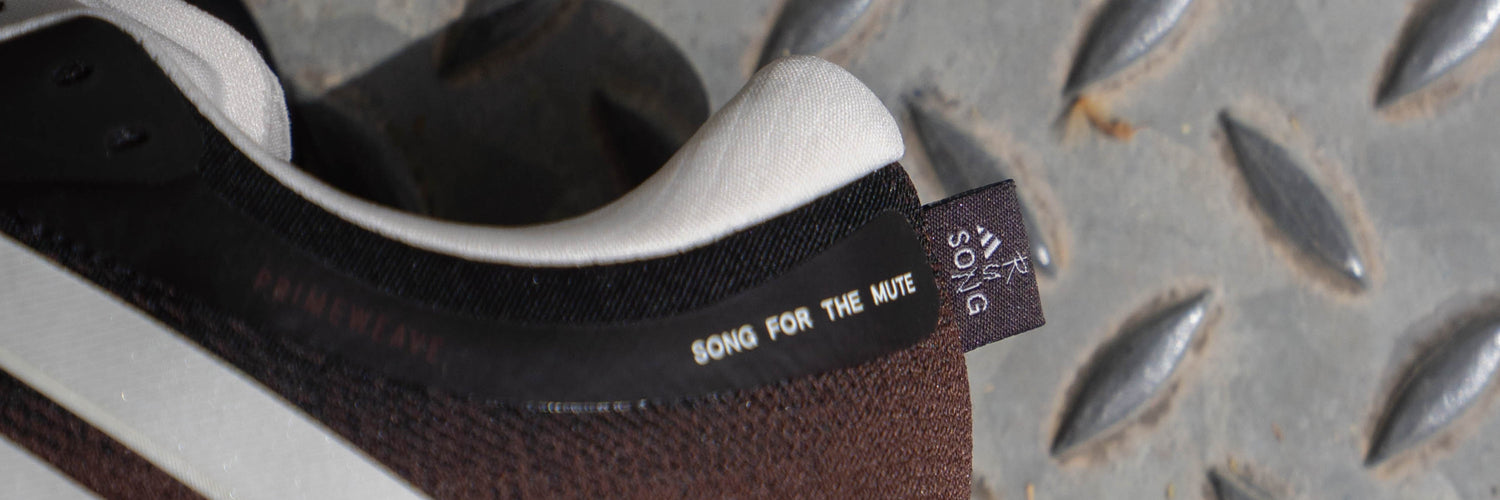 PRIMEWEAVE
SONG FOR THE MUTE
SONG